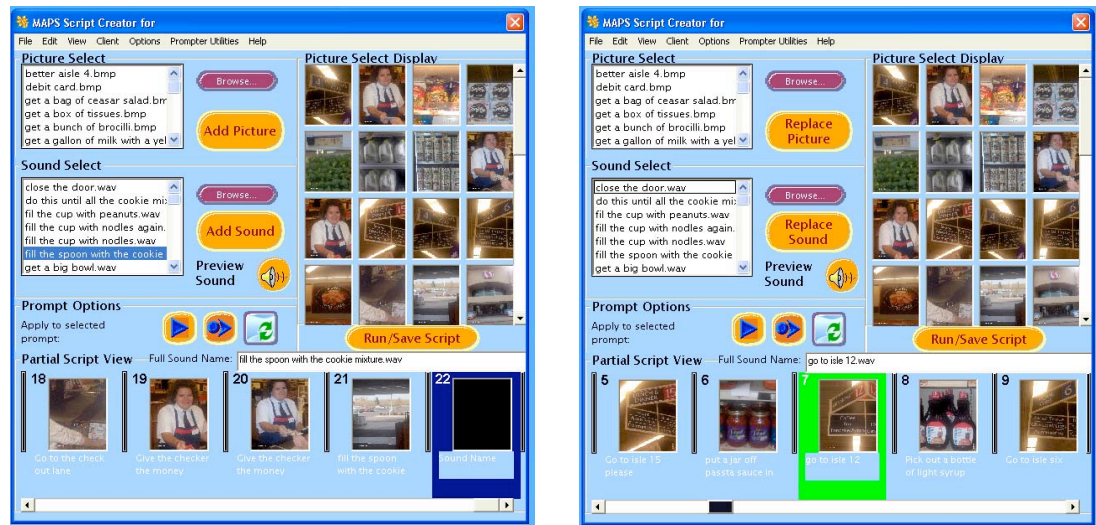 MAPS Script Creator for
File Edit View Client Options Prompter Utilities Help
Picture Select
better aisle 4.bmp
debit card.bmp
get a bag of ceasar salad.bm
get a box of tissues.bmp
get a bunch of brocilli.bmp
get a gallon of milk with a yel
Browse...
Add Picture
Picture Select Display
Sound Select
close the door.wav
do this until all the cookie mix
fil the cup with peanuts.wav
fill the cup with nodles again.
fill the cup with nodles.wav
fill the spoon with the cookie
get a big bowl.wav
Browse...
Add Sound
Preview
Sound
Prompt Options
Apply to selected
prompt:
Run/Save Script
Partial Script View Full Sound Name: fill the spoon with the cookie mixture.wav
18 19 20 21 22
Go to the check
out lane
Give the checker
the money
Give the checker
the money
fill the spoon
with the cookie
Sound Name
MAPS Script Creator for
File Edit View Client Options Prompter Utilities Help
Picture Select
better aisle 4.bmp
debit card.bmp
get a bag of ceasar salad.bm
get a box of tissues.bmp
get a bunch of brocilli.bmp
get a gallon of milk with a yel
Browse...
Replace
Picture
Picture Select Display
Sound Select
close the door.wav
do this until all the cookie mix
fil the cup with peanuts.wav
fill the cup with nodles again.
fill the cup with nodles.wav
fill the spoon with the cookie
get a big bowl.wav
Browse...
Replace
Sound
Preview
Sound
Prompt Options
Apply to selected
prompt:
Run/Save Script
Partial Script View Full Sound Name: go to isle 12.wav
5 6 7 8 9
Go to isle 15
please
put a jar off
passta sauce in
go to isle 12
Pick out a bottle
of light syrup
Go to isle six